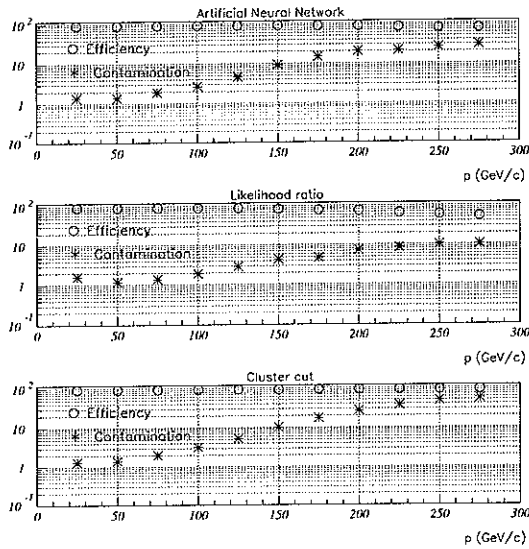 Artificial Neural Network
10²
○ Efficiency
10
✳ Contamination
1
10⁻¹
0 50 100 150 200 250 300
p (GeV/c)
Likelihood ratio
10²
○ Efficiency
10
✳ Contamination
1
10⁻¹
0 50 100 150 200 250 300
p (GeV/c)
Cluster cut
10²
○ Efficiency
10
✳ Contamination
1
10⁻¹
0 50 100 150 200 250 300
p (GeV/c)